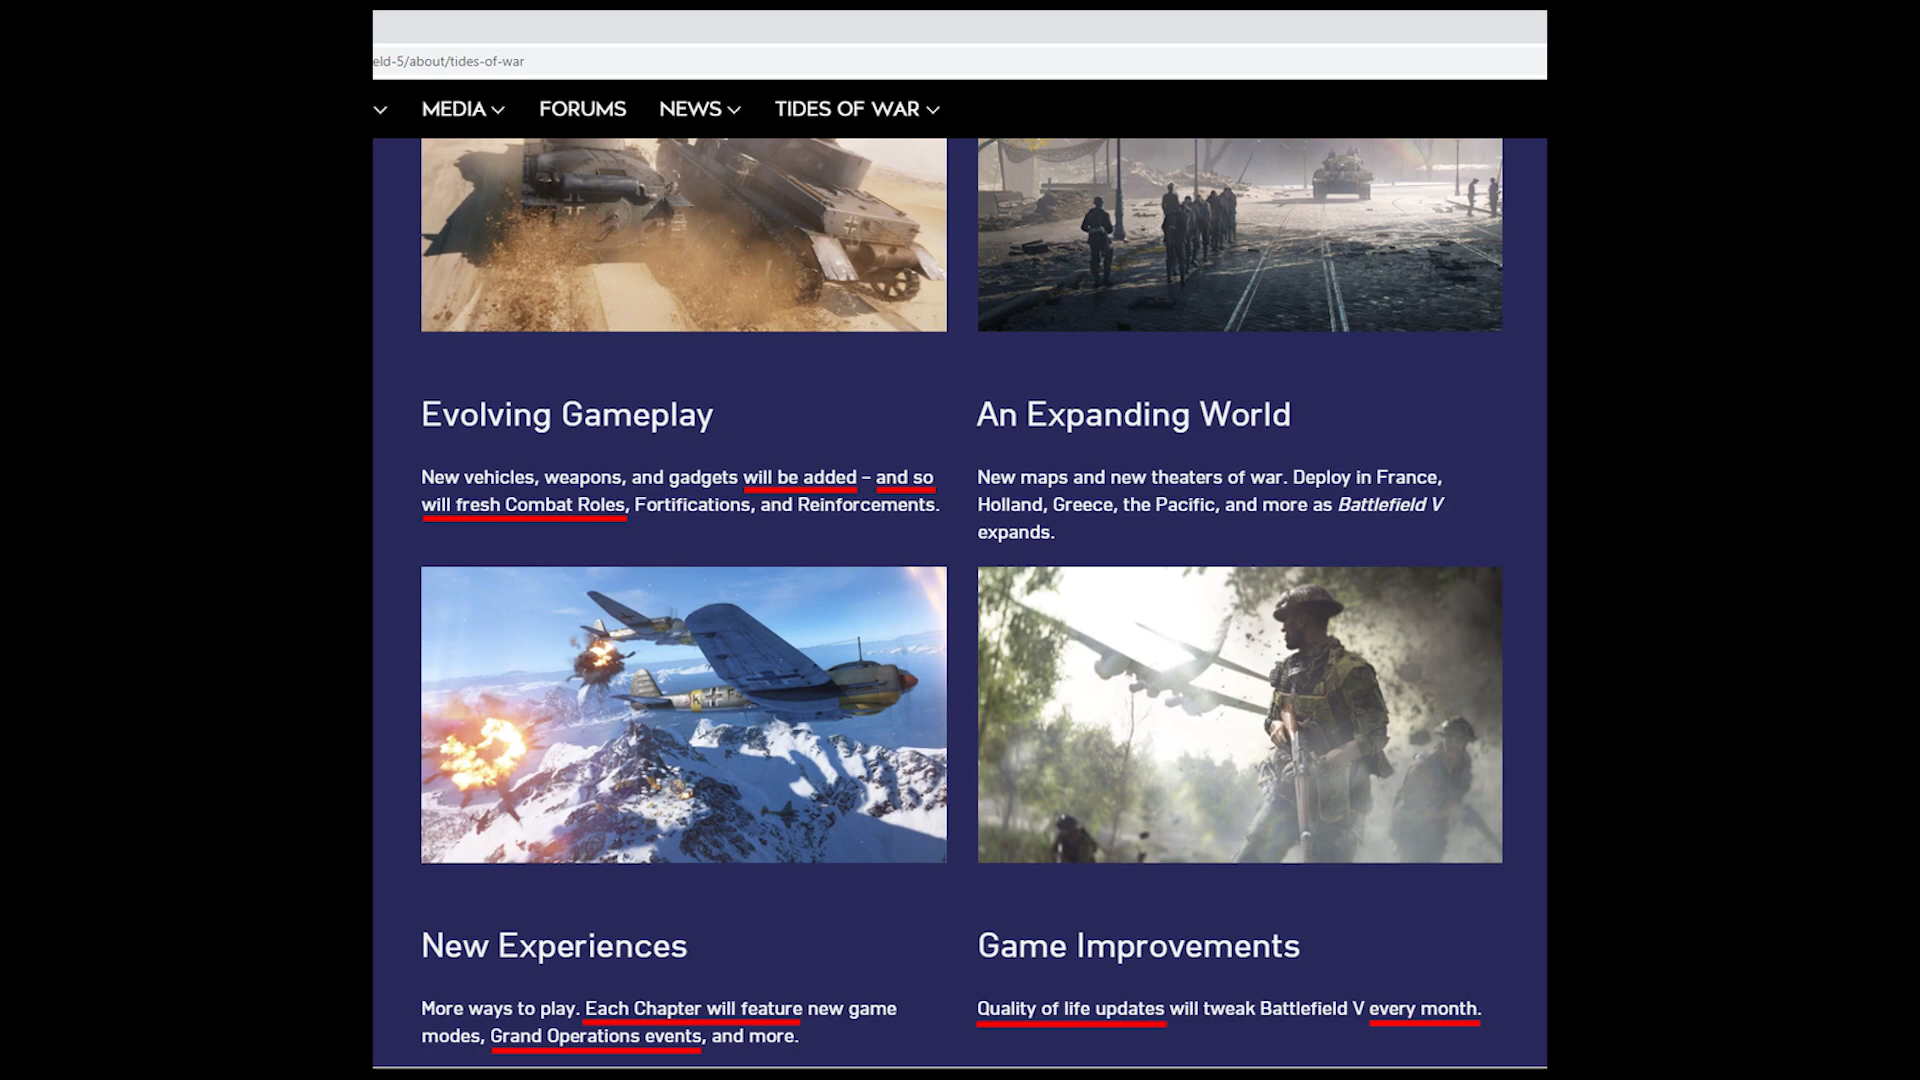 eld-5/about/tides-of-war
MEDIA FORUMS NEWS TIDES OF WAR
Evolving Gameplay
New vehicles, weapons, and gadgets will be added – and so
will fresh Combat Roles, Fortifications, and Reinforcements.
An Expanding World
New maps and new theaters of war. Deploy in France,
Holland, Greece, the Pacific, and more as Battlefield V
expands.
New Experiences
More ways to play. Each Chapter will feature new game
modes, Grand Operations events, and more.
Game Improvements
Quality of life updates will tweak Battlefield V every month.